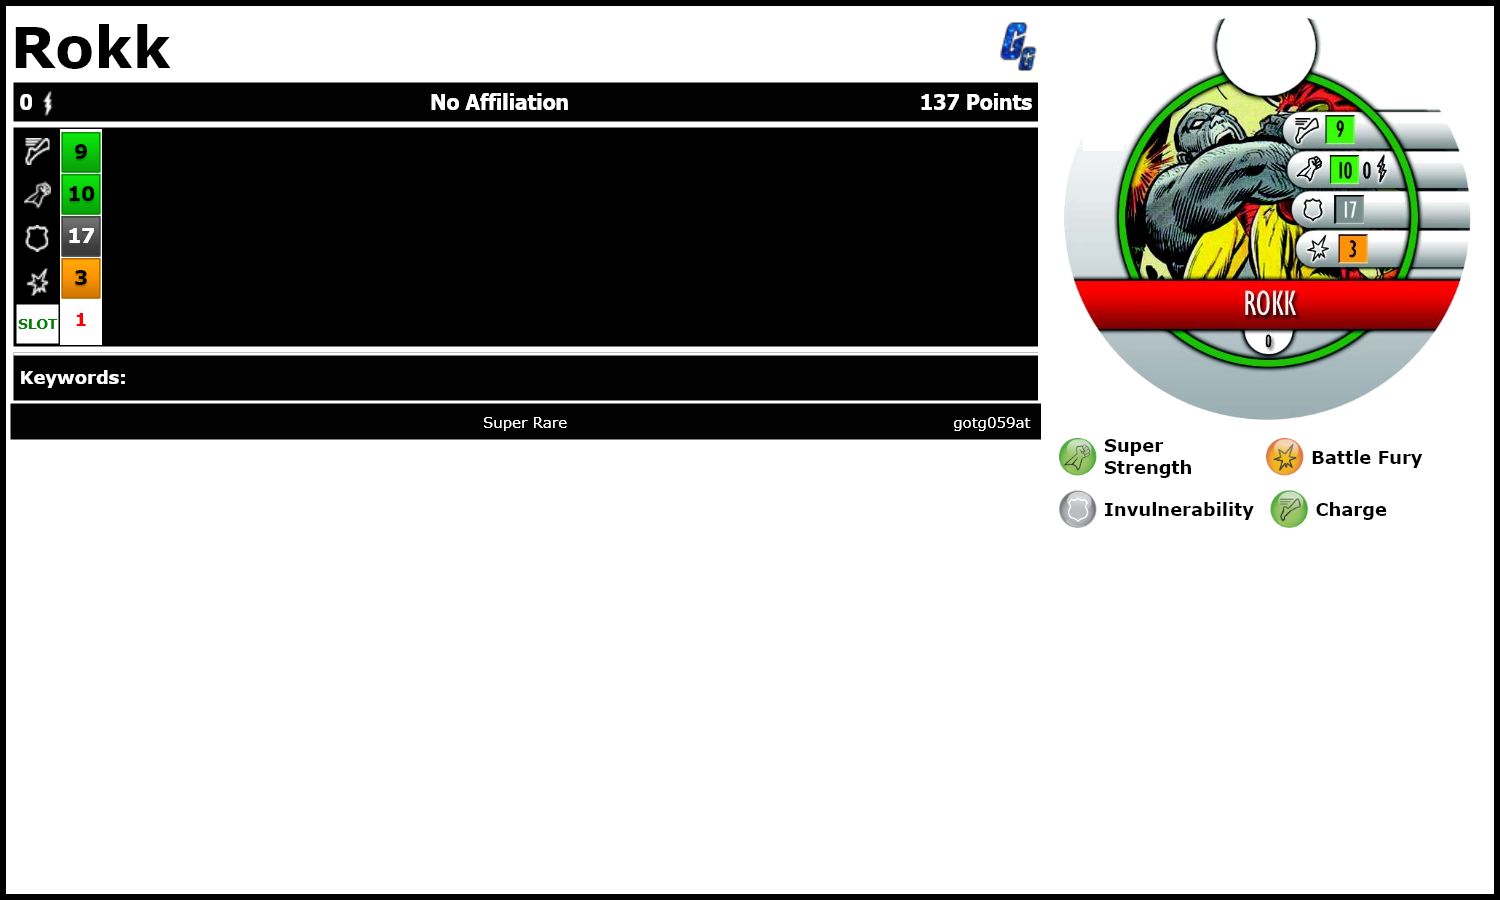 Rokk
GG
0 No Affiliation 137 Points
9
10
17
3
SLOT 1
Keywords:
Super Rare gotg059at
9
10 0
17
3
ROKK
0
Super Strength
Battle Fury
Invulnerability
Charge